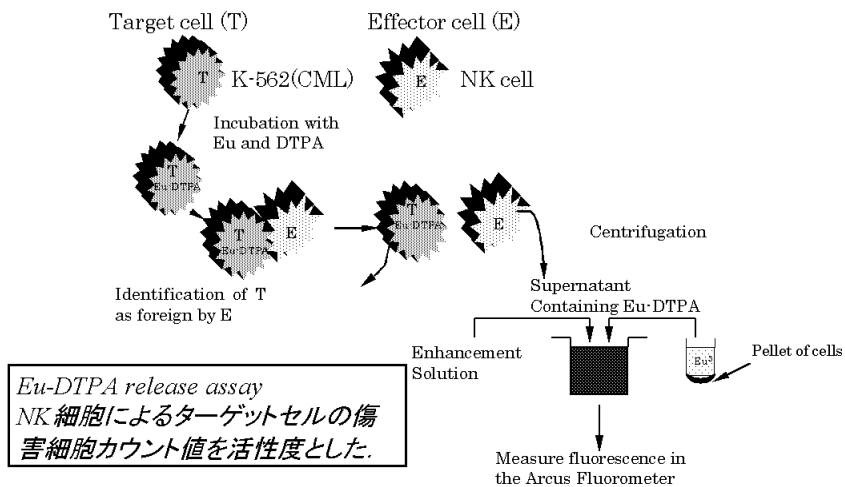 Target cell (T)
Effector cell (E)
T
K-562(CML)
E
NK cell
Incubation with
Eu and DTPA
T
Eu·DTPA
T
Eu·DTPA
E
T
Eu·DTPA
E
Centrifugation
Identification of T
as foreign by E
Supernatant
Containing Eu·DTPA
Enhancement
Solution
Eu³
Pellet of cells
Eu-DTPA release assay
NK細胞によるターゲットセルの傷
害細胞カウント値を活性度とした.
Measure fluorescence in
the Arcus Fluorometer